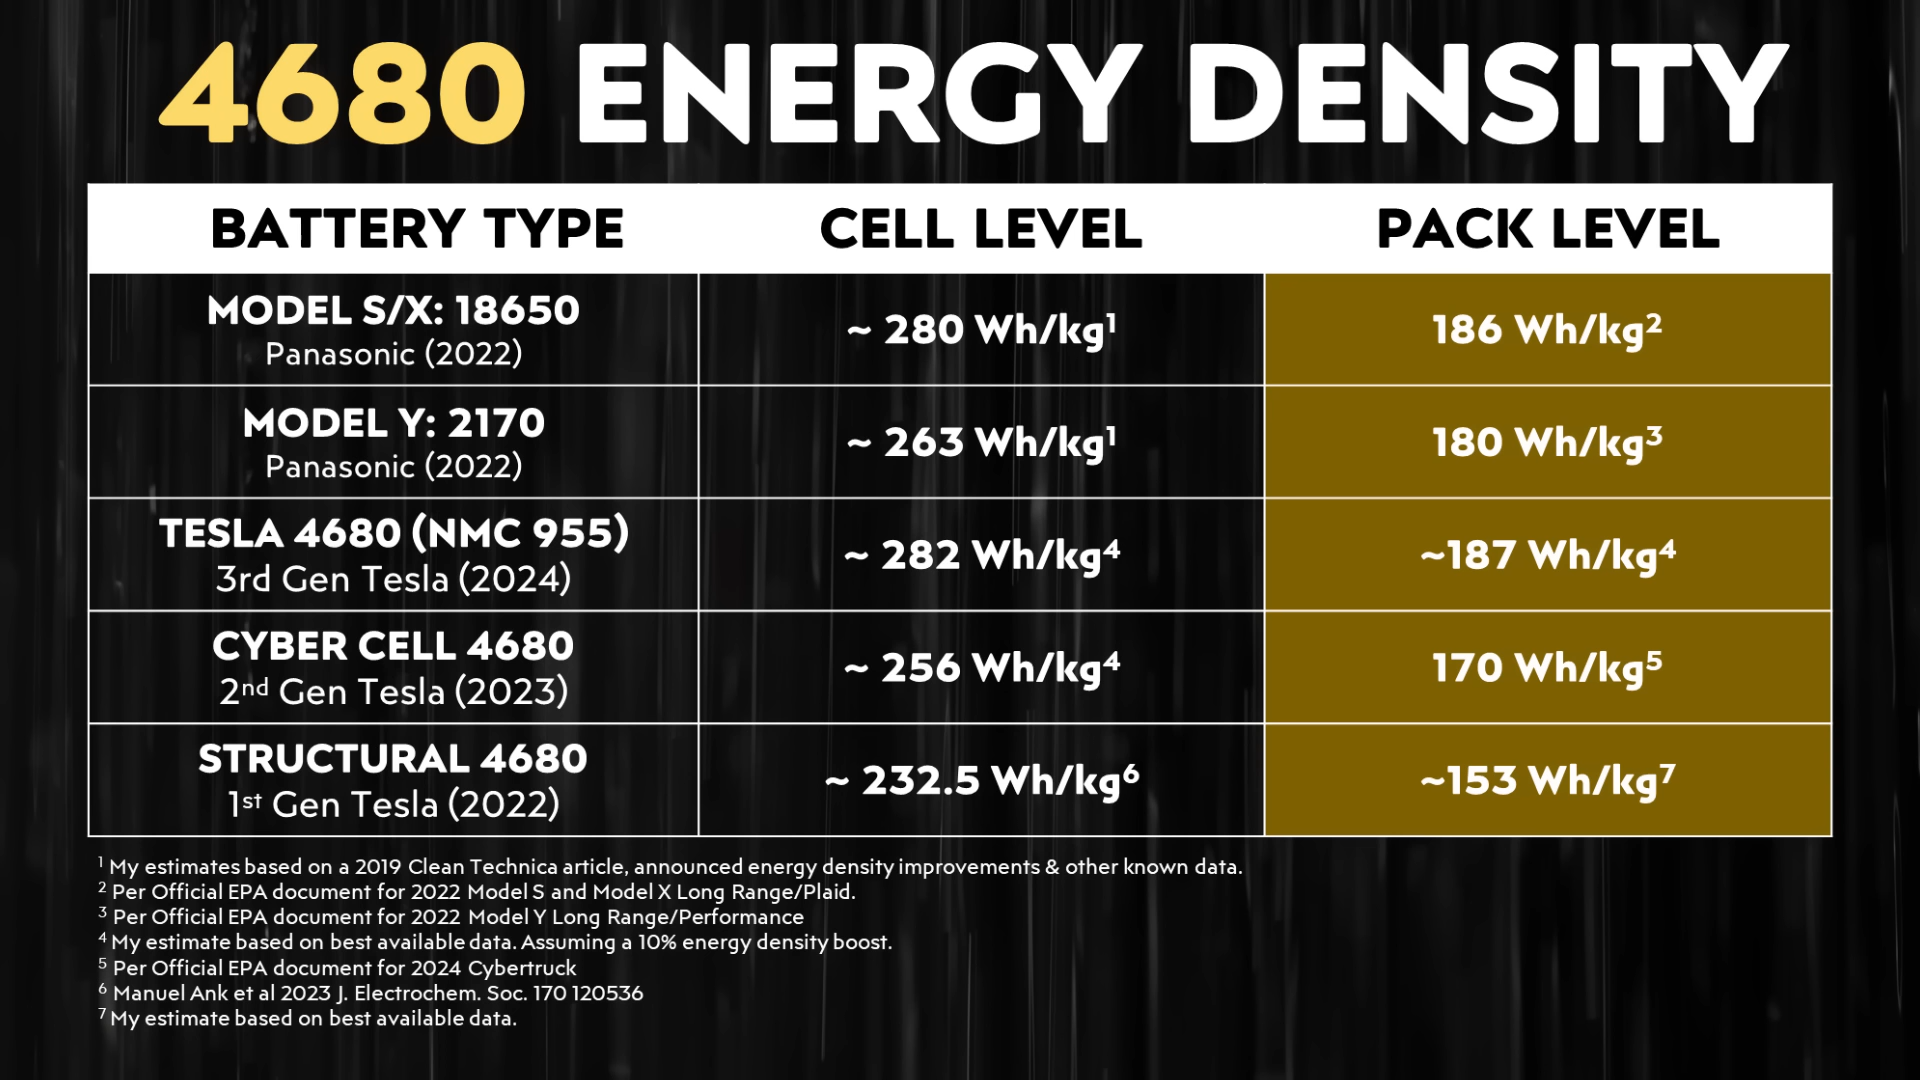 4680 ENERGY DENSITY
BATTERY TYPE CELL LEVEL PACK LEVEL
MODEL S/X: 18650
Panasonic (2022)
~ 280 Wh/kg¹
186 Wh/kg²
MODEL Y: 2170
Panasonic (2022)
~ 263 Wh/kg¹
180 Wh/kg³
TESLA 4680 (NMC 955)
3rd Gen Tesla (2024)
~ 282 Wh/kg⁴
~187 Wh/kg⁴
CYBER CELL 4680
2ⁿᵈ Gen Tesla (2023)
~ 256 Wh/kg⁴
170 Wh/kg⁵
STRUCTURAL 4680
1ˢᵗ Gen Tesla (2022)
~ 232.5 Wh/kg⁶
~153 Wh/kg⁷
¹ My estimates based on a 2019 Clean Technica article, announced energy density improvements & other known data.
² Per Official EPA document for 2022 Model S and Model X Long Range/Plaid.
³ Per Official EPA document for 2022 Model Y Long Range/Performance
⁴ My estimate based on best available data. Assuming a 10% energy density boost.
⁵ Per Official EPA document for 2024 Cybertruck
⁶ Manuel Ank et al 2023 J. Electrochem. Soc. 170 120536
⁷ My estimate based on best available data.